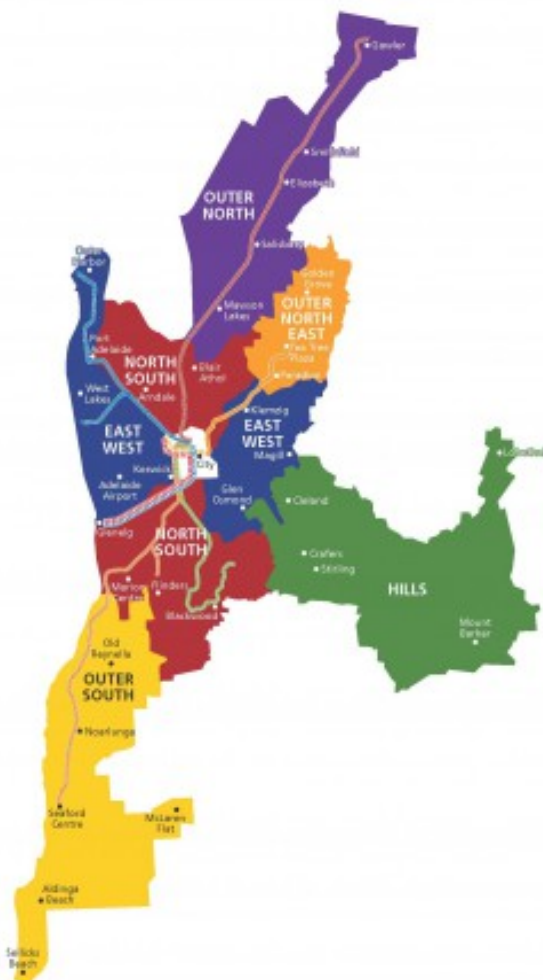 Gawler
Smithfield
Elizabeth
OUTER
NORTH
Salisbury
Mawson
Lakes
Golden
Grove
OUTER
NORTH
EAST
Tea Tree
Plaza
Paradise
Outer
Harbor
Port
Adelaide
NORTH
SOUTH
Blair
Athol
West
Lakes
Arndale
Klemzig
EAST
WEST
Magill
EAST
WEST
City
Keswick
Adelaide
Airport
Glen
Osmond
Glenelg
NORTH
SOUTH
Cleland
Crafers
Stirling
HILLS
Mount
Barker
Marion
Centre
Flinders
Blackwood
Old
Reynella
OUTER
SOUTH
Noarlunga
Seaford
Centre
McLaren
Flat
Aldinga
Beach
Sellicks
Beach